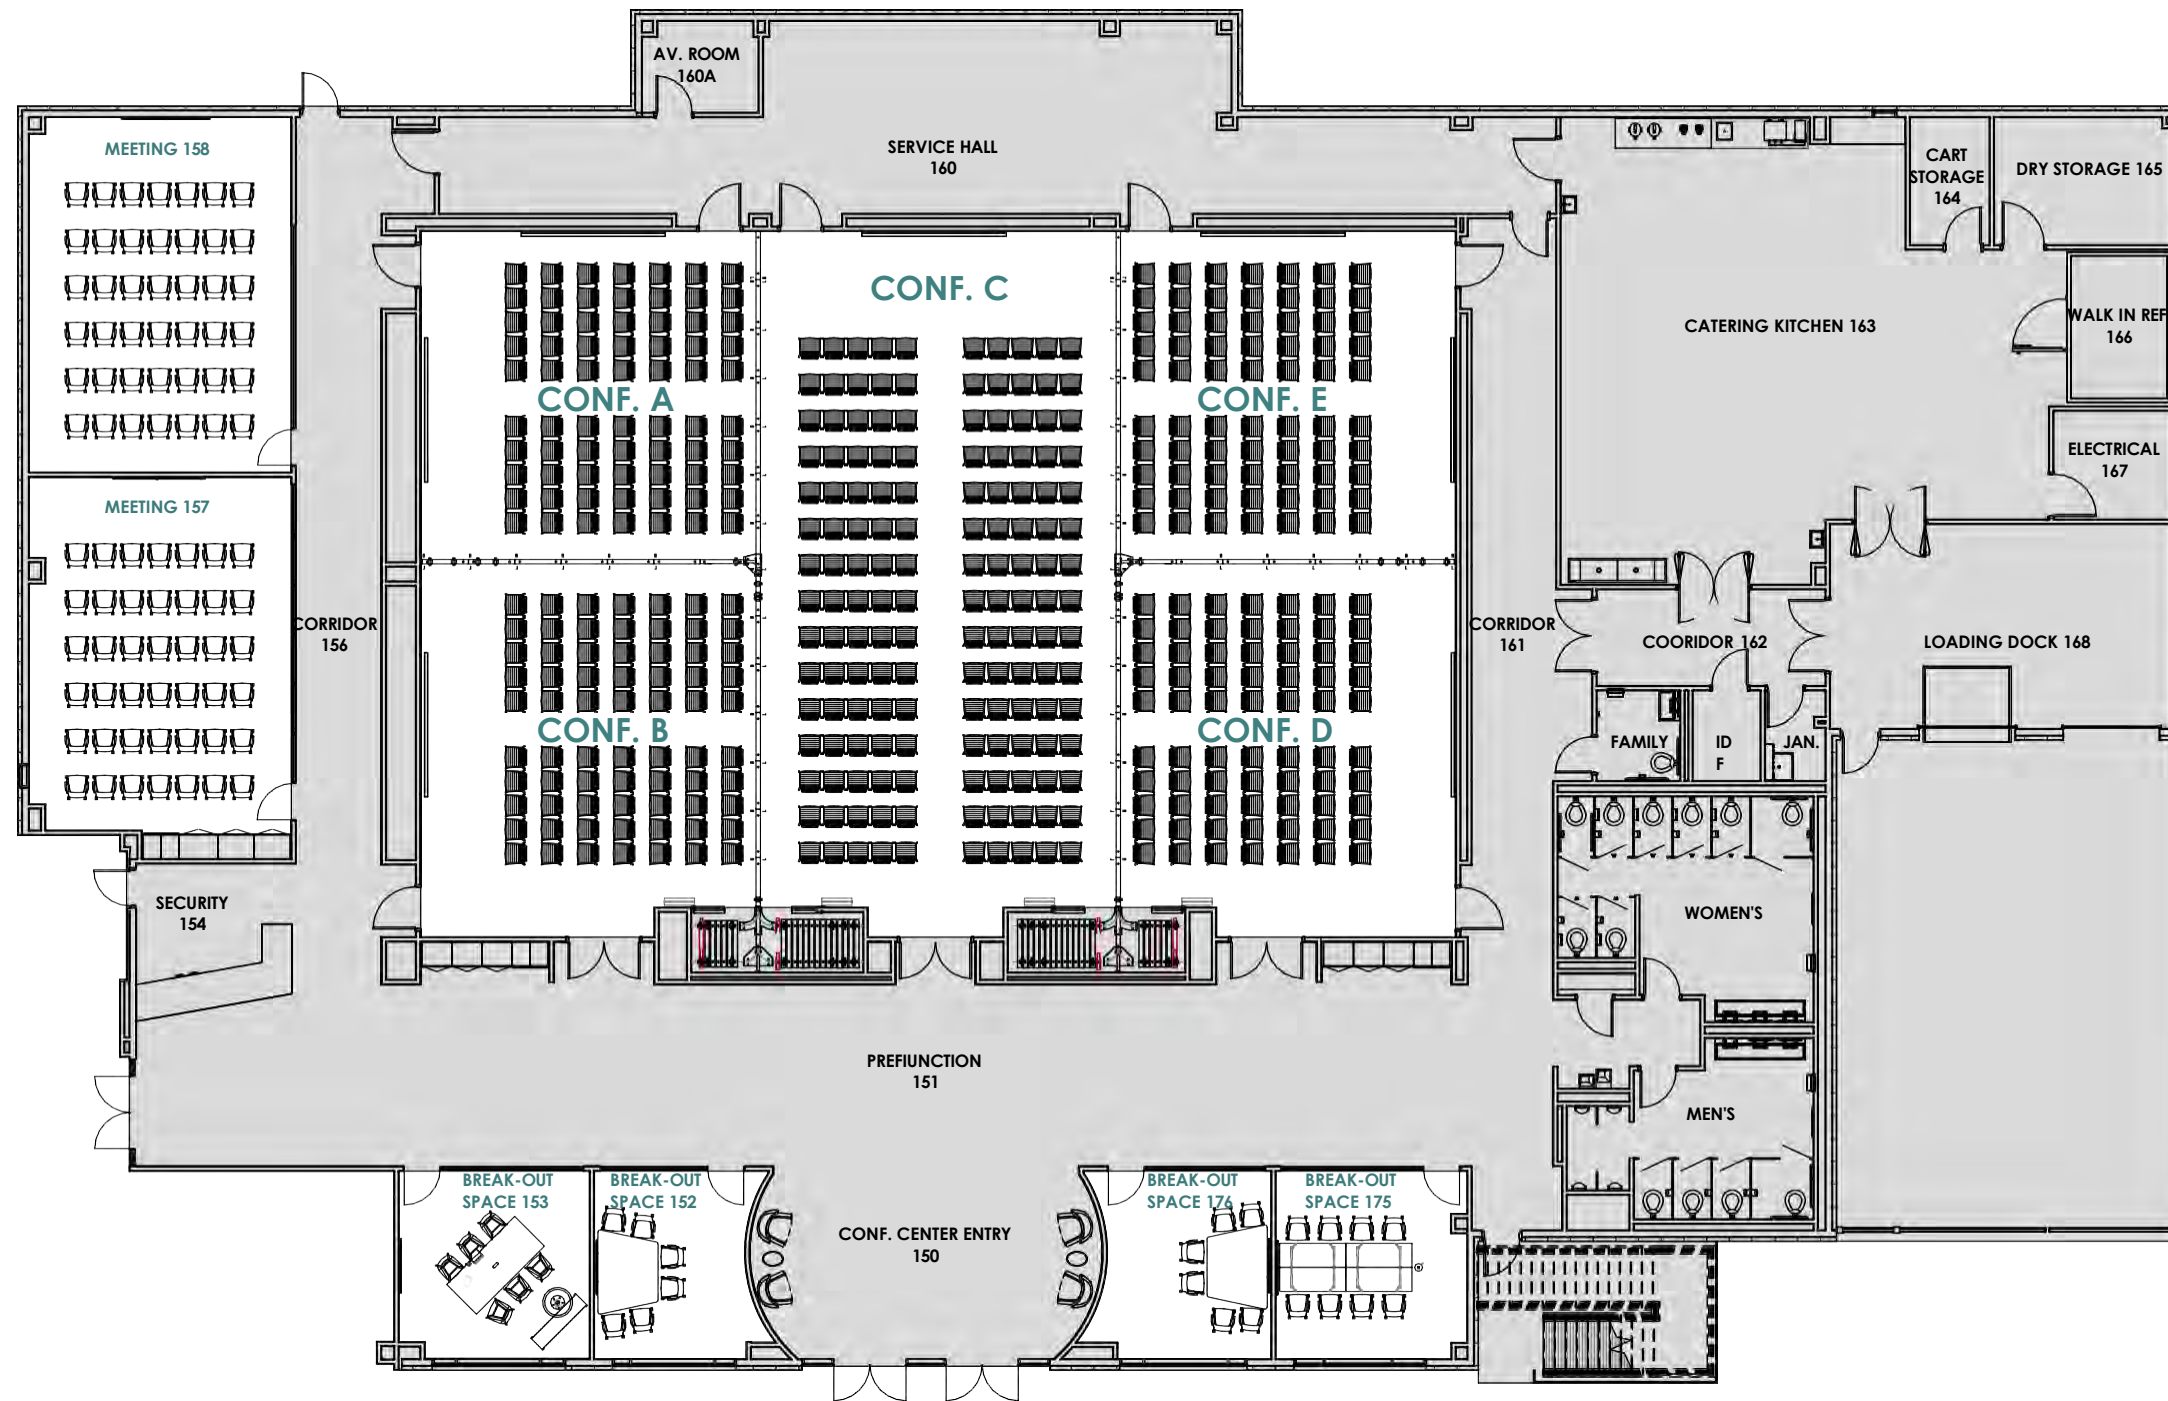 AV. ROOM
160A
MEETING 158
SERVICE HALL
160
CART
STORAGE
164
DRY STORAGE 165
CONF. C
WALK IN REF
166
CATERING KITCHEN 163
CONF. A
CONF. E
ELECTRICAL
167
MEETING 157
CORRIDOR
156
CORRIDOR
161
COORIDOR 162
LOADING DOCK 168
CONF. B
CONF. D
FAMILY
ID
F
JAN.
SECURITY
154
WOMEN'S
PREFIUNCTION
151
MEN'S
BREAK-OUT
SPACE 153
BREAK-OUT
SPACE 152
BREAK-OUT
SPACE 176
BREAK-OUT
SPACE 175
CONF. CENTER ENTRY
150